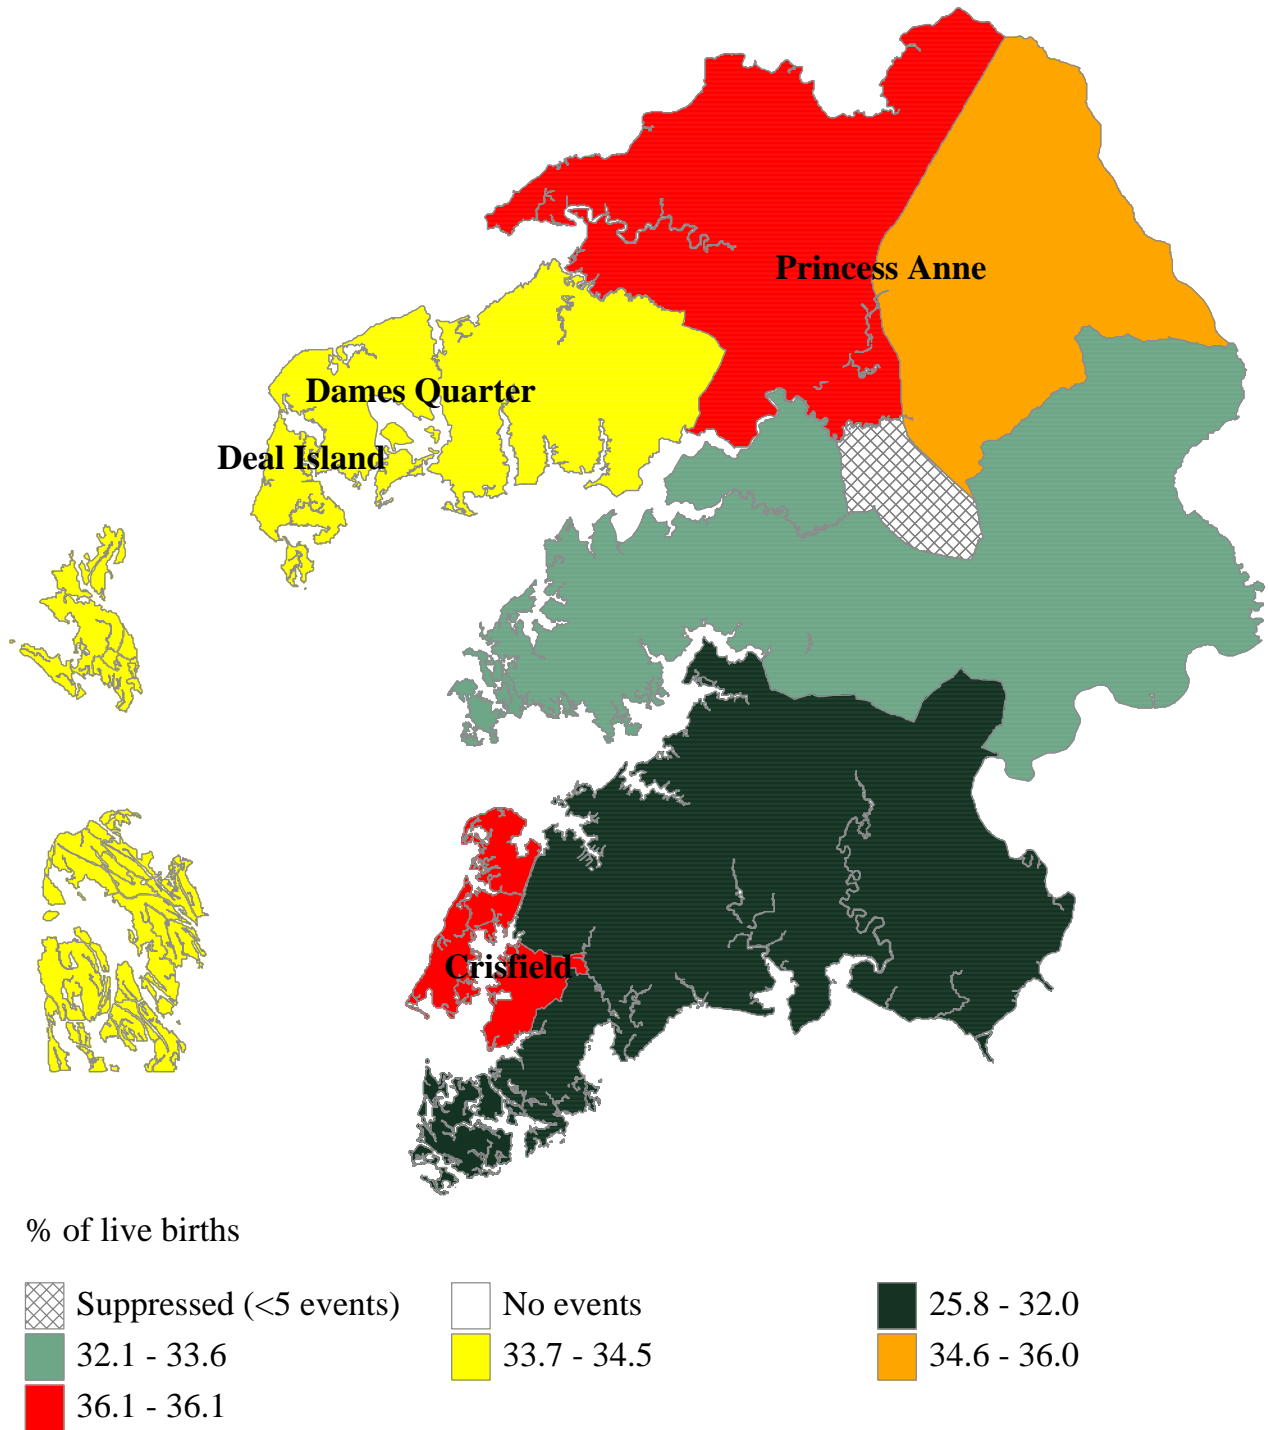 Princess Anne
Dames Quarter
Deal Island
Crisfield
% of live births
Suppressed (<5 events)
No events
25.8 - 32.0
32.1 - 33.6
33.7 - 34.5
34.6 - 36.0
36.1 - 36.1